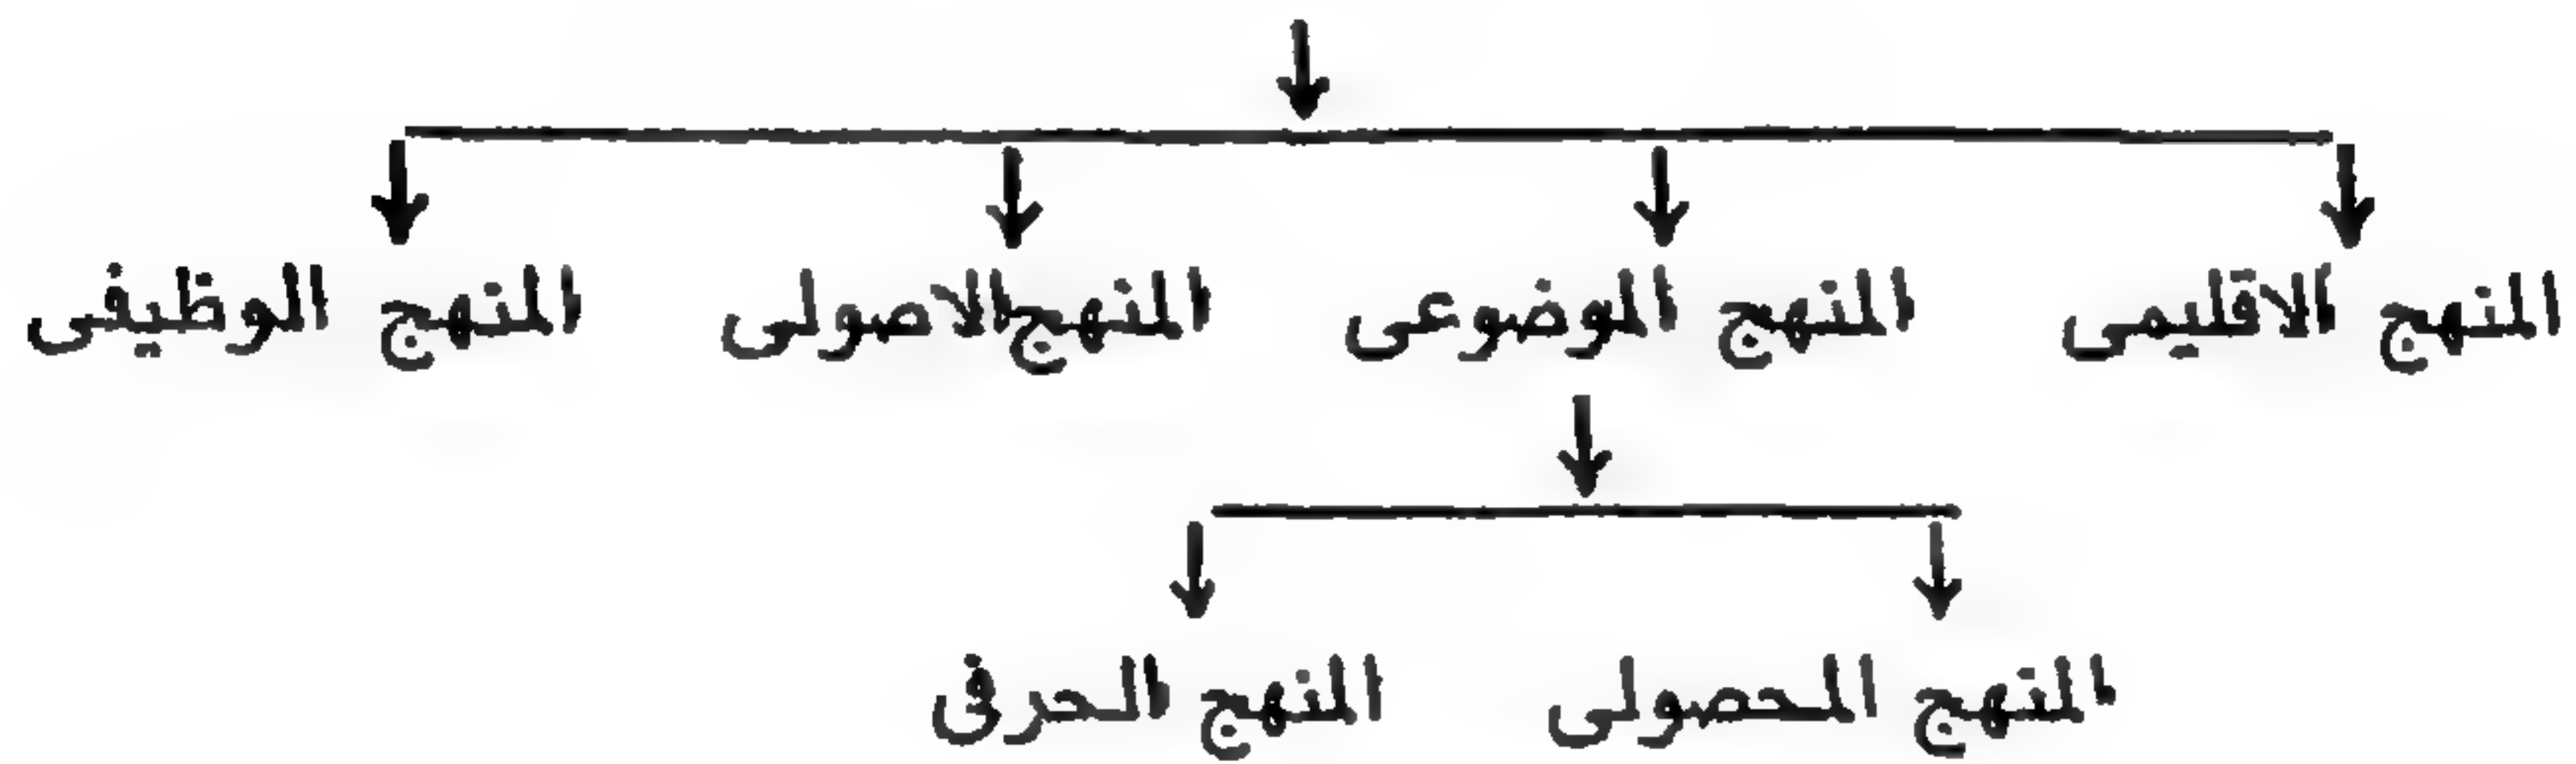 المنهج الاقليمى المنهج الموضوعى المنهج الاصولى المنهج الوظيفى
المنهج المحصولى المنهج الحرفى